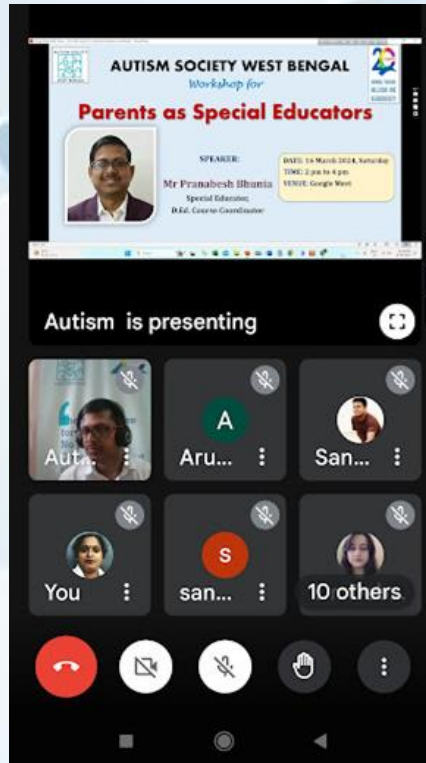 AUTISM SOCIETY WEST BENGAL
Workshop for
Parents as Special Educators
SPEAKER:
Mr Pranabesh Bhunia
Special Educator,
D.Ed. Course Coordinator
DATE: 16 March 2024, Saturday
TIME: 2 pm to 4 pm
VENUE: Google Meet
Autism is presenting
Aut...
A
Aru...
San...
You
s
san...
10 others